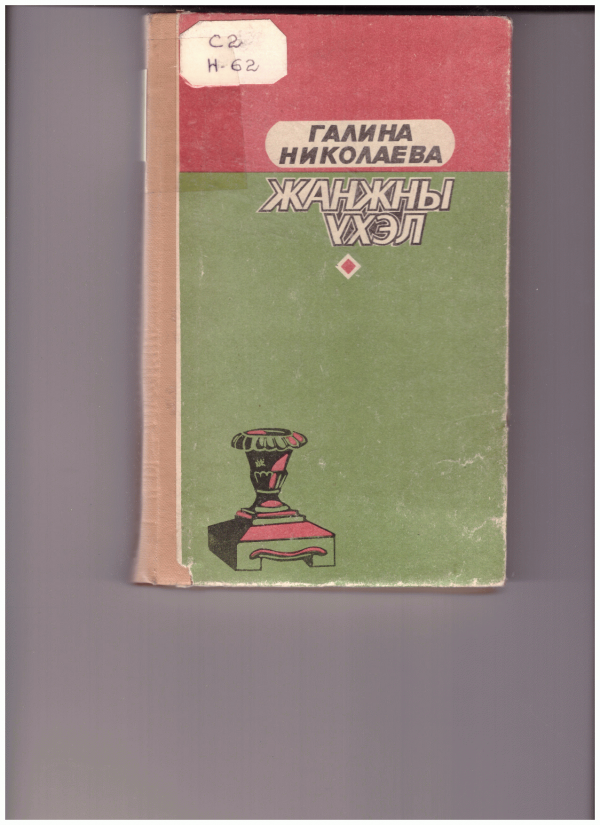 С2
Н-62
ГАЛИНА
НИКОЛАЕВА
ЖАНЖНЫ
ҮХЭЛ